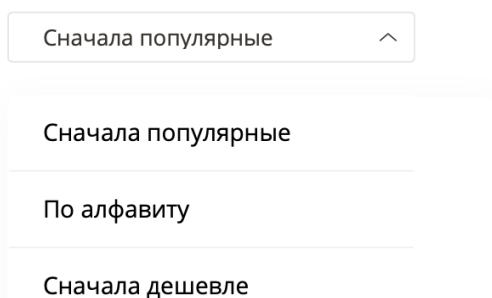 Сначала популярные
Сначала популярные
По алфавиту
Сначала дешевле